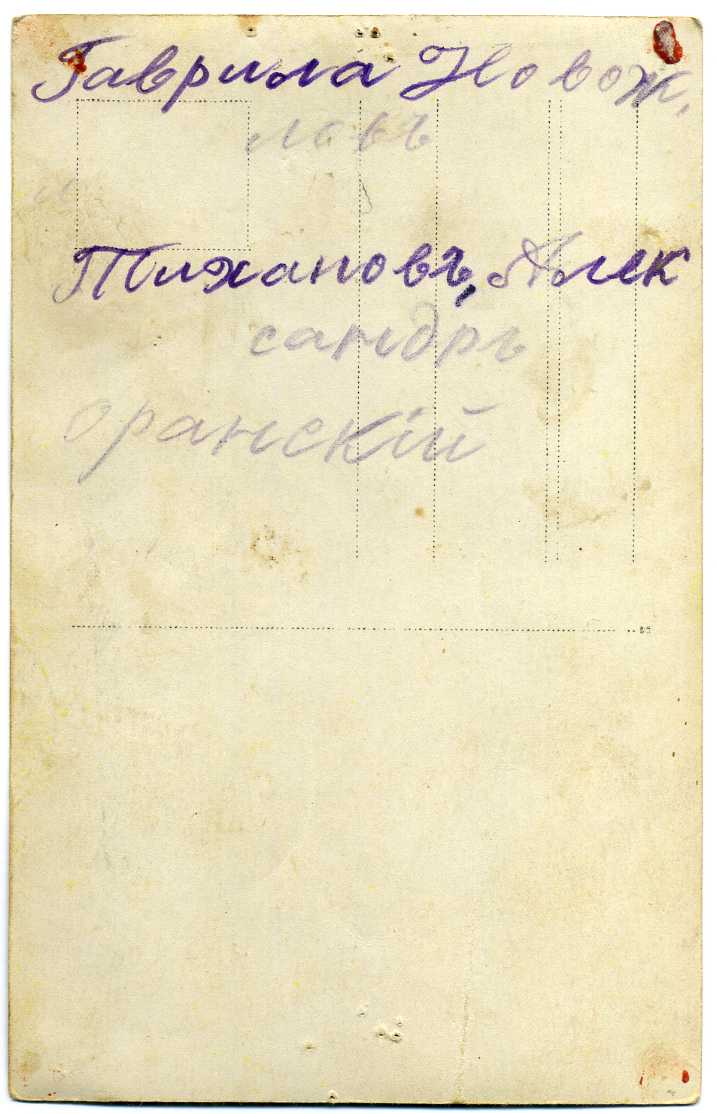 Гаврила Новож.
ловъ
и
Тихановъ, Алек
сандръ
оранскій